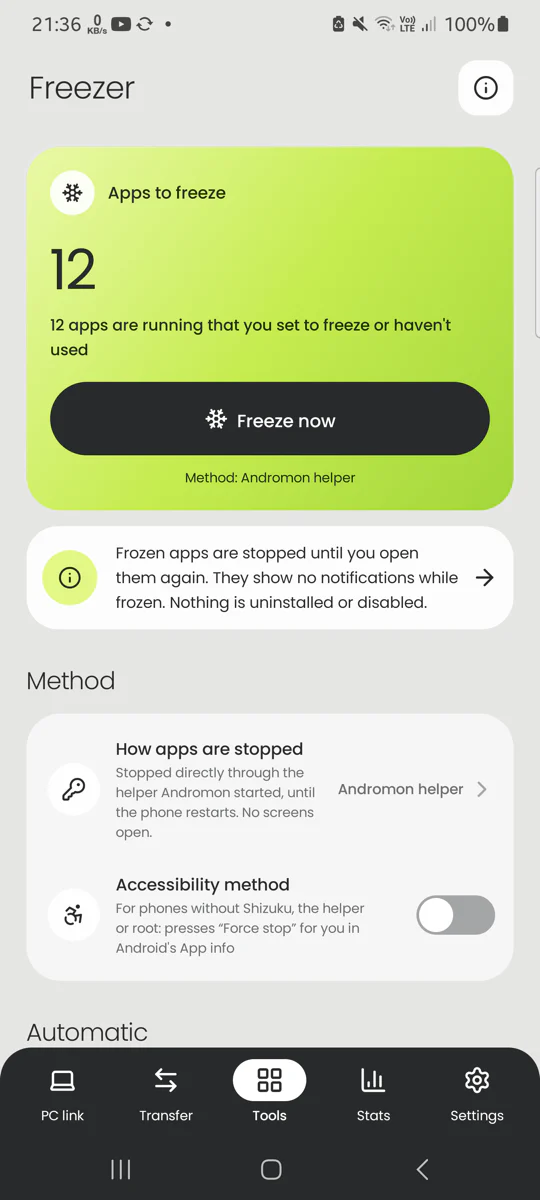 21:36 0 KB/s Vo)) LTE 100%
Freezer
Apps to freeze
12
12 apps are running that you set to freeze or haven't
used
Freeze now
Method: Andromon helper
Frozen apps are stopped until you open
them again. They show no notifications while
frozen. Nothing is uninstalled or disabled.
Method
How apps are stopped
Stopped directly through the
helper Andromon started, until
the phone restarts. No screens
open.
Andromon helper
Accessibility method
For phones without Shizuku, the helper
or root: presses “Force stop” for you in
Android's App info
Automatic
PC link Transfer Tools Stats Settings